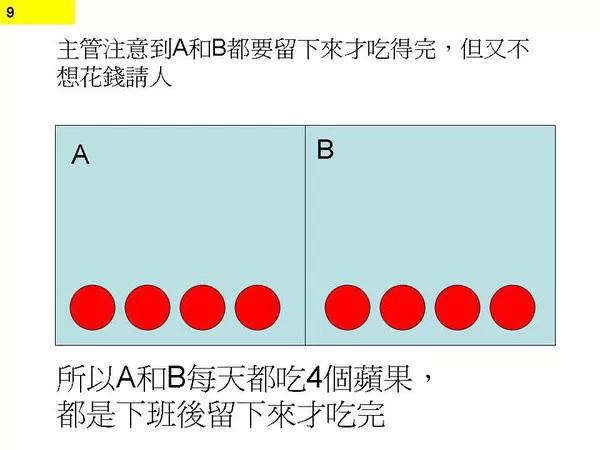 9
主管注意到A和B都要留下來才吃得完，但又不
想花錢請人
A
B
所以A和B每天都吃4個蘋果，
都是下班後留下來才吃完